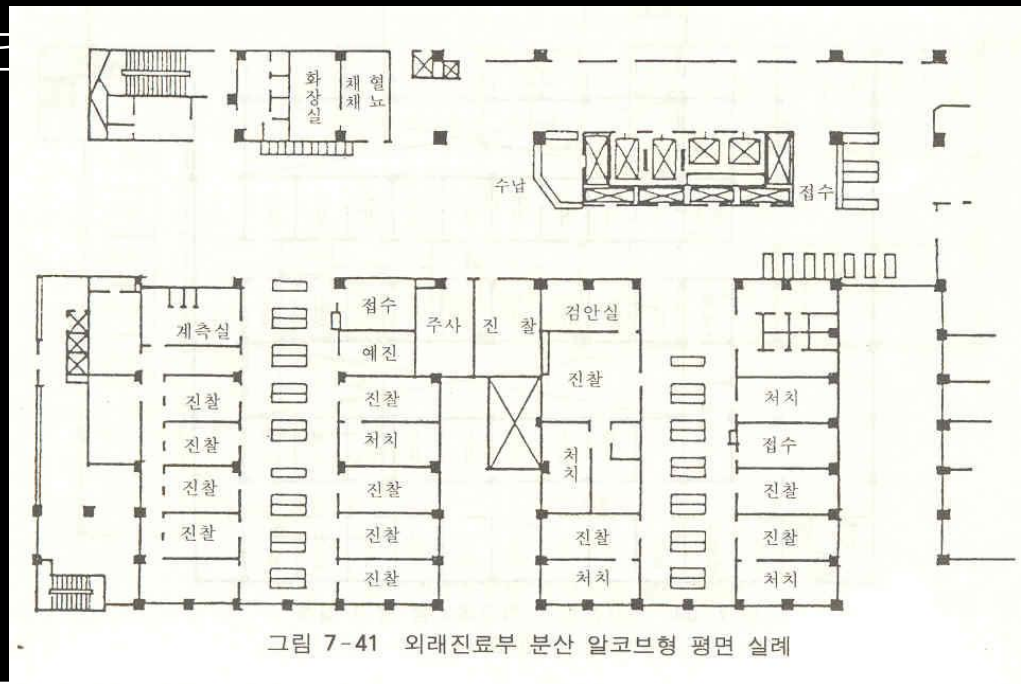 화장실
채혈
채뇨
수납
접수
접수
계측실
주사
진찰
검안실
예진
진찰
진찰
진찰
처치
진찰
처치
접수
진찰
처치
진찰
진찰
진찰
진찰
진찰
진찰
진찰
진찰
처치
처치
그림 7-41 외래진료부 분산 알코브형 평면 실례